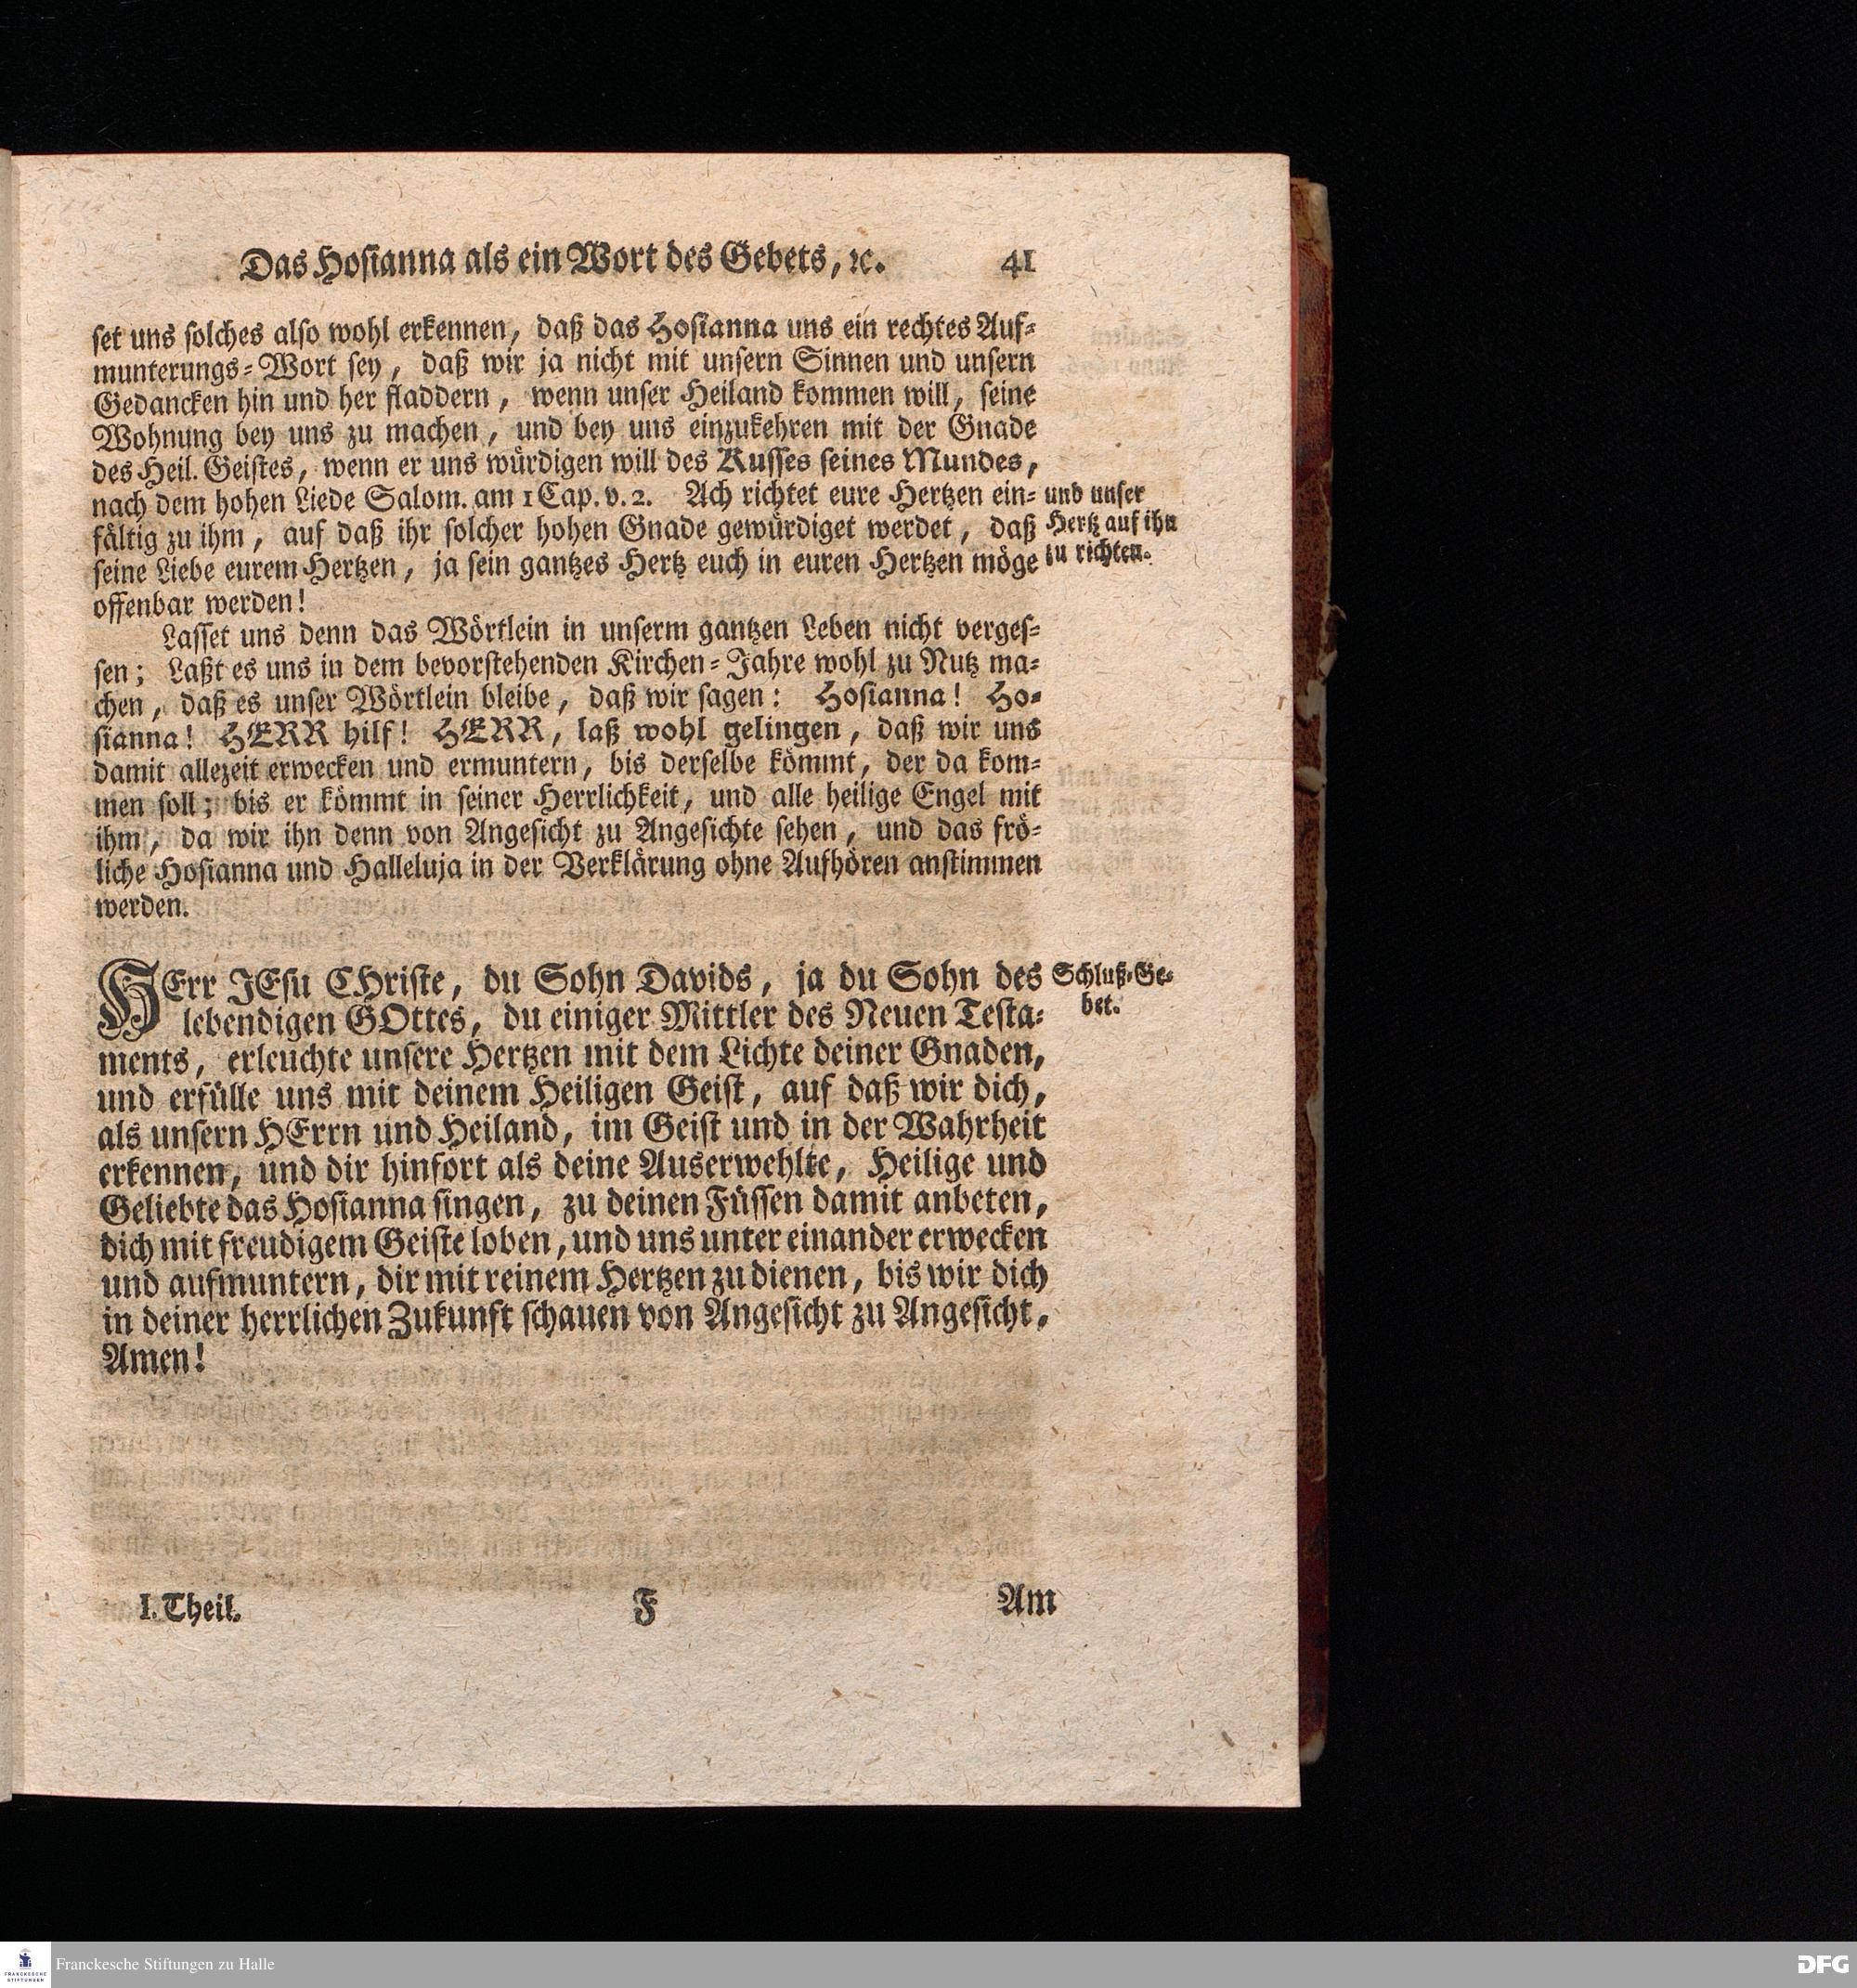 Das Hosianna als ein Wort des Gebets, ꝛc. 41
set uns solches also wohl erkennen, daß das Hosianna uns ein rechtes Auf-
munterungs-Wort sey, daß wir ja nicht mit unsern Sinnen und unsern
Gedancken hin und her fladdern, wenn unser Heiland kommen will, seine
Wohnung bey uns zu machen, und bey uns einzukehren mit der Gnade
des Heil. Geistes, wenn er uns würdigen will des Kusses seines Mundes,
nach dem hohen Liede Salom. am 1 Cap. v. 2. Ach richtet eure Hertzen ein-
fältig zu ihm, auf daß ihr solcher hohen Gnade gewürdiget werdet, daß
seine Liebe eurem Hertzen, ja sein gantzes Hertz euch in euren Hertzen möge
offenbar werden!
und unser
Hertz auf ihn
zu richten.
Lasset uns denn das Wörtlein in unserm gantzen Leben nicht verges-
sen; Laßt es uns in dem bevorstehenden Kirchen-Jahre wohl zu Nutz ma-
chen, daß es unser Wörtlein bleibe, daß wir sagen: Hosianna! Ho-
sianna! HERR hilf! HERR, laß wohl gelingen, daß wir uns
damit allezeit erwecken und ermuntern, bis derselbe kömmt, der da kom-
men soll; bis er kömmt in seiner Herrlichkeit, und alle heilige Engel mit
ihm, da wir ihn denn von Angesicht zu Angesichte sehen, und das frö-
liche Hosianna und Halleluja in der Verklärung ohne Aufhören anstimmen
werden.
HErr JEsu CHriste, du Sohn Davids, ja du Sohn des
lebendigen GOttes, du einiger Mittler des Neuen Testa-
ments, erleuchte unsere Hertzen mit dem Lichte deiner Gnaden,
und erfülle uns mit deinem Heiligen Geist, auf daß wir dich,
als unsern HErrn und Heiland, im Geist und in der Wahrheit
erkennen, und dir hinfort als deine Auserwehlte, Heilige und
Geliebte das Hosianna singen, zu deinen Füssen damit anbeten,
dich mit freudigem Geiste loben, und uns unter einander erwecken
und aufmuntern, dir mit reinem Hertzen zu dienen, bis wir dich
in deiner herrlichen Zukunft schauen von Angesicht zu Angesicht,
Amen!
Schluß-Ge-
bet.
I. Theil. F Am
FRANCKESCHE
STIFTUNGEN
Franckesche Stiftungen zu Halle
DFG